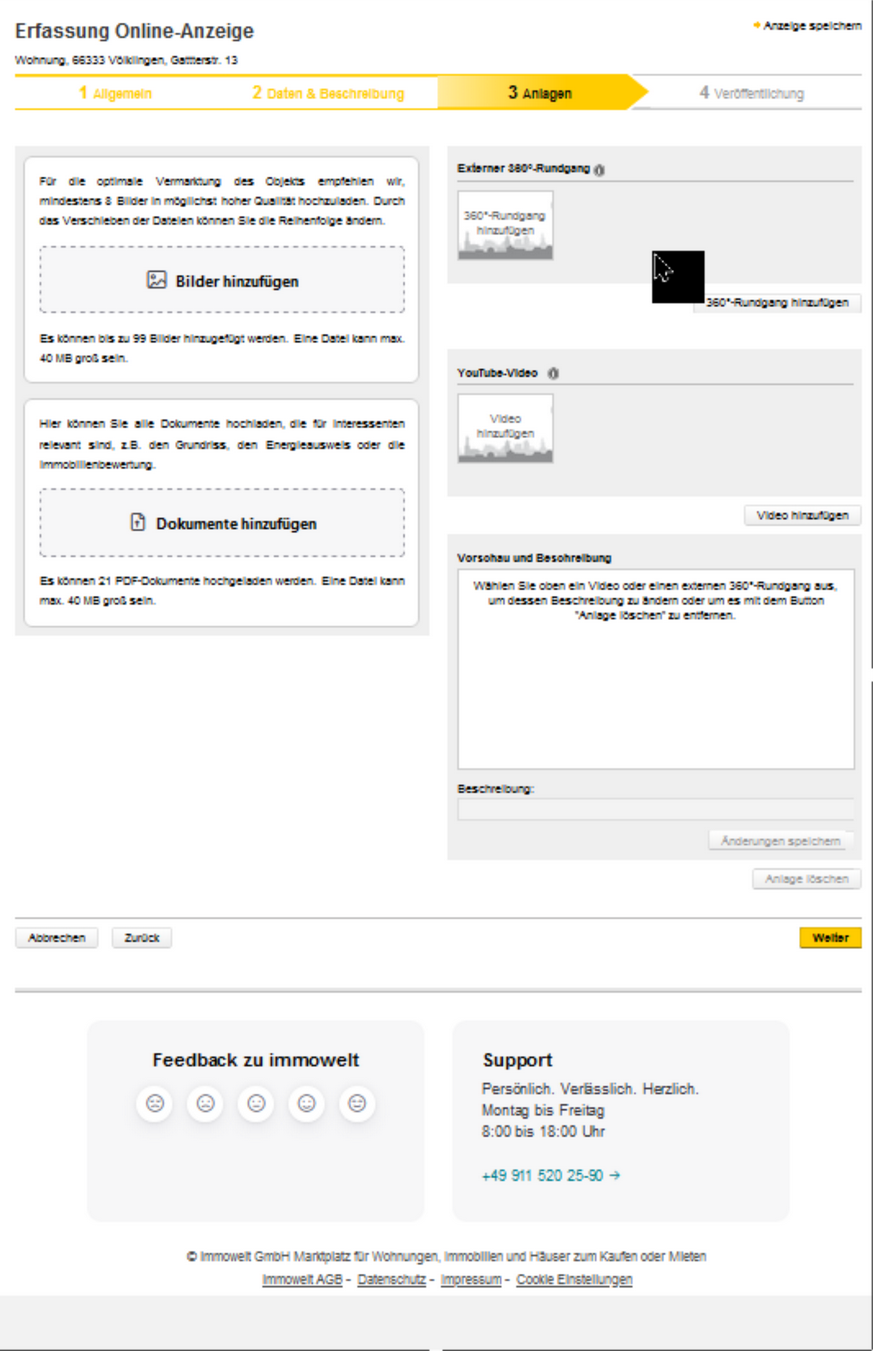 Erfassung Online-Anzeige
Anzeige speichern
Wohnung, 66333 Völklingen, Gatterstr. 13
1 Allgemein
2 Daten & Beschreibung
3 Anlagen
4 Veröffentlichung
Für die optimale Vermarktung des Objekts empfehlen wir,
mindestens 8 Bilder in möglichst hoher Qualität hochzuladen. Durch
das Verschieben der Dateien können Sie die Reihenfolge ändern.
Bilder hinzufügen
Es können bis zu 99 Bilder hinzugefügt werden. Eine Datei kann max.
40 MB groß sein.
Hier können Sie alle Dokumente hochladen, die für Interessenten
relevant sind, z.B. den Grundriss, den Energieausweis oder die
Immobilienbewertung.
Dokumente hinzufügen
Es können 21 PDF-Dokumente hochgeladen werden. Eine Datei kann
max. 40 MB groß sein.
Externer 360°-Rundgang
360°-Rundgang
hinzufügen
360°-Rundgang hinzufügen
YouTube-Video
Video
hinzufügen
Video hinzufügen
Vorschau und Beschreibung
Wählen Sie oben ein Video oder einen externen 360°-Rundgang aus,
um dessen Beschreibung zu ändern oder um es mit dem Button
"Anlage löschen" zu entfernen.
Beschreibung:
Änderungen speichern
Anlage löschen
Abbrechen
Zurück
Weiter
Feedback zu immowelt
Support
Persönlich. Verlässlich. Herzlich.
Montag bis Freitag
8:00 bis 18:00 Uhr
+49 911 520 25-90 →
© Immowelt GmbH Marktplatz für Wohnungen, Immobilien und Häuser zum Kaufen oder Mieten
Immowelt AGB - Datenschutz - Impressum - Cookie Einstellungen